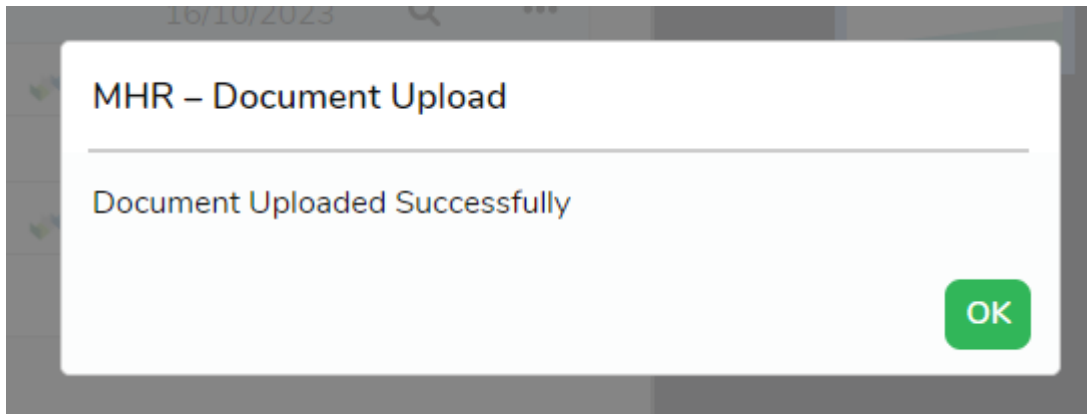 16/10/2023
MHR – Document Upload
Document Uploaded Successfully
OK